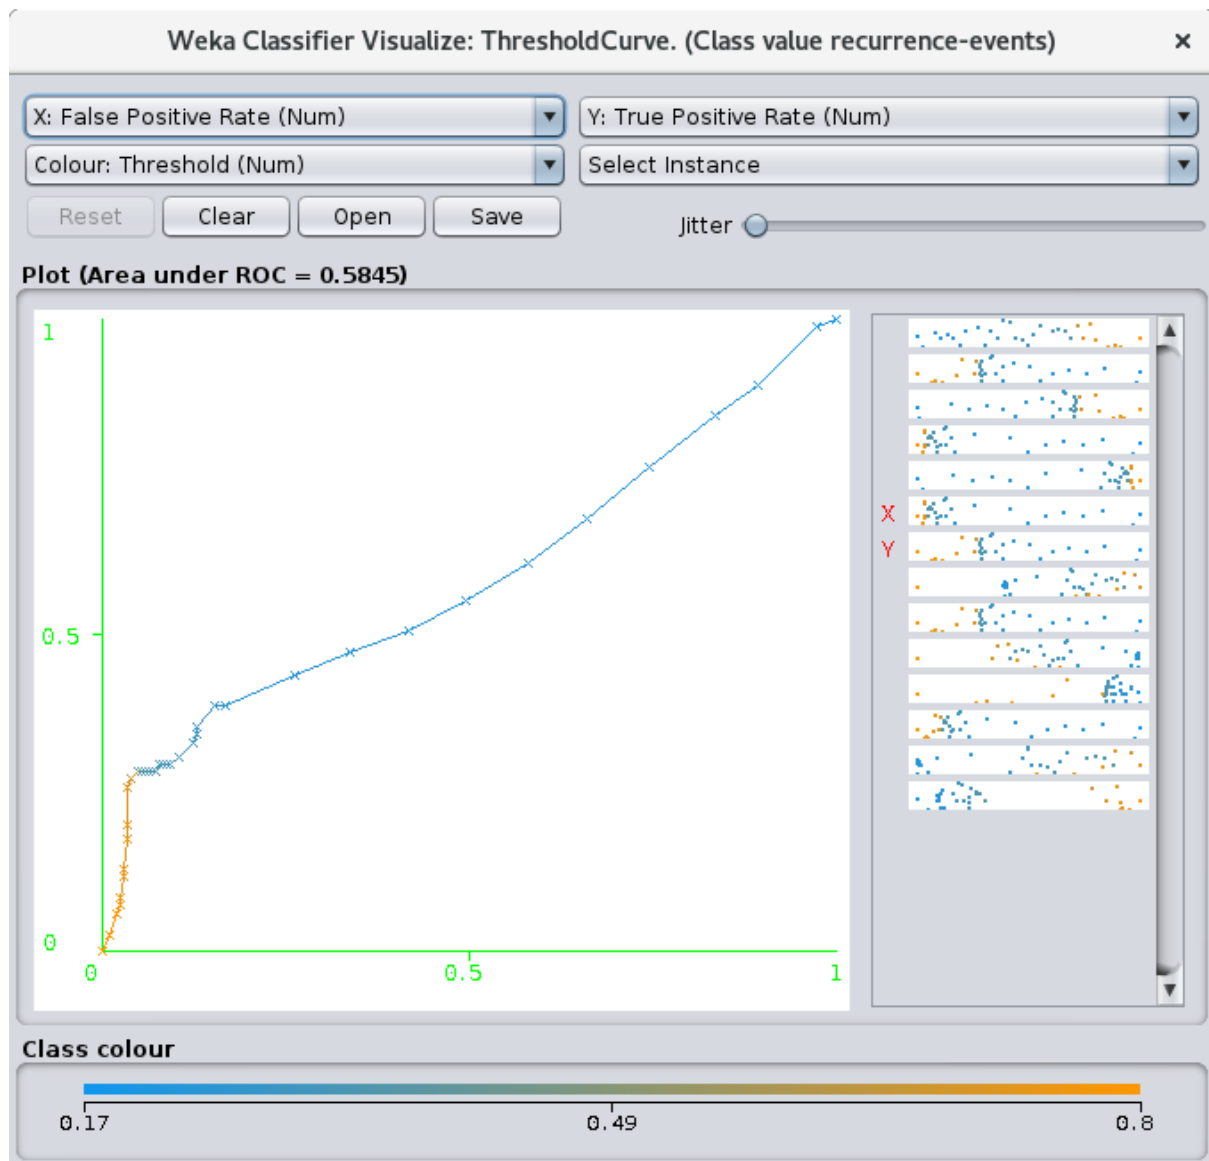 Weka Classifier Visualize: ThresholdCurve. (Class value recurrence-events) ×
X: False Positive Rate (Num) Y: True Positive Rate (Num)
Colour: Threshold (Num) Select Instance
Reset Clear Open Save Jitter
Plot (Area under ROC = 0.5845)
1
X
Y
0.5
0
0 0.5 1
Class colour
0.17 0.49 0.8